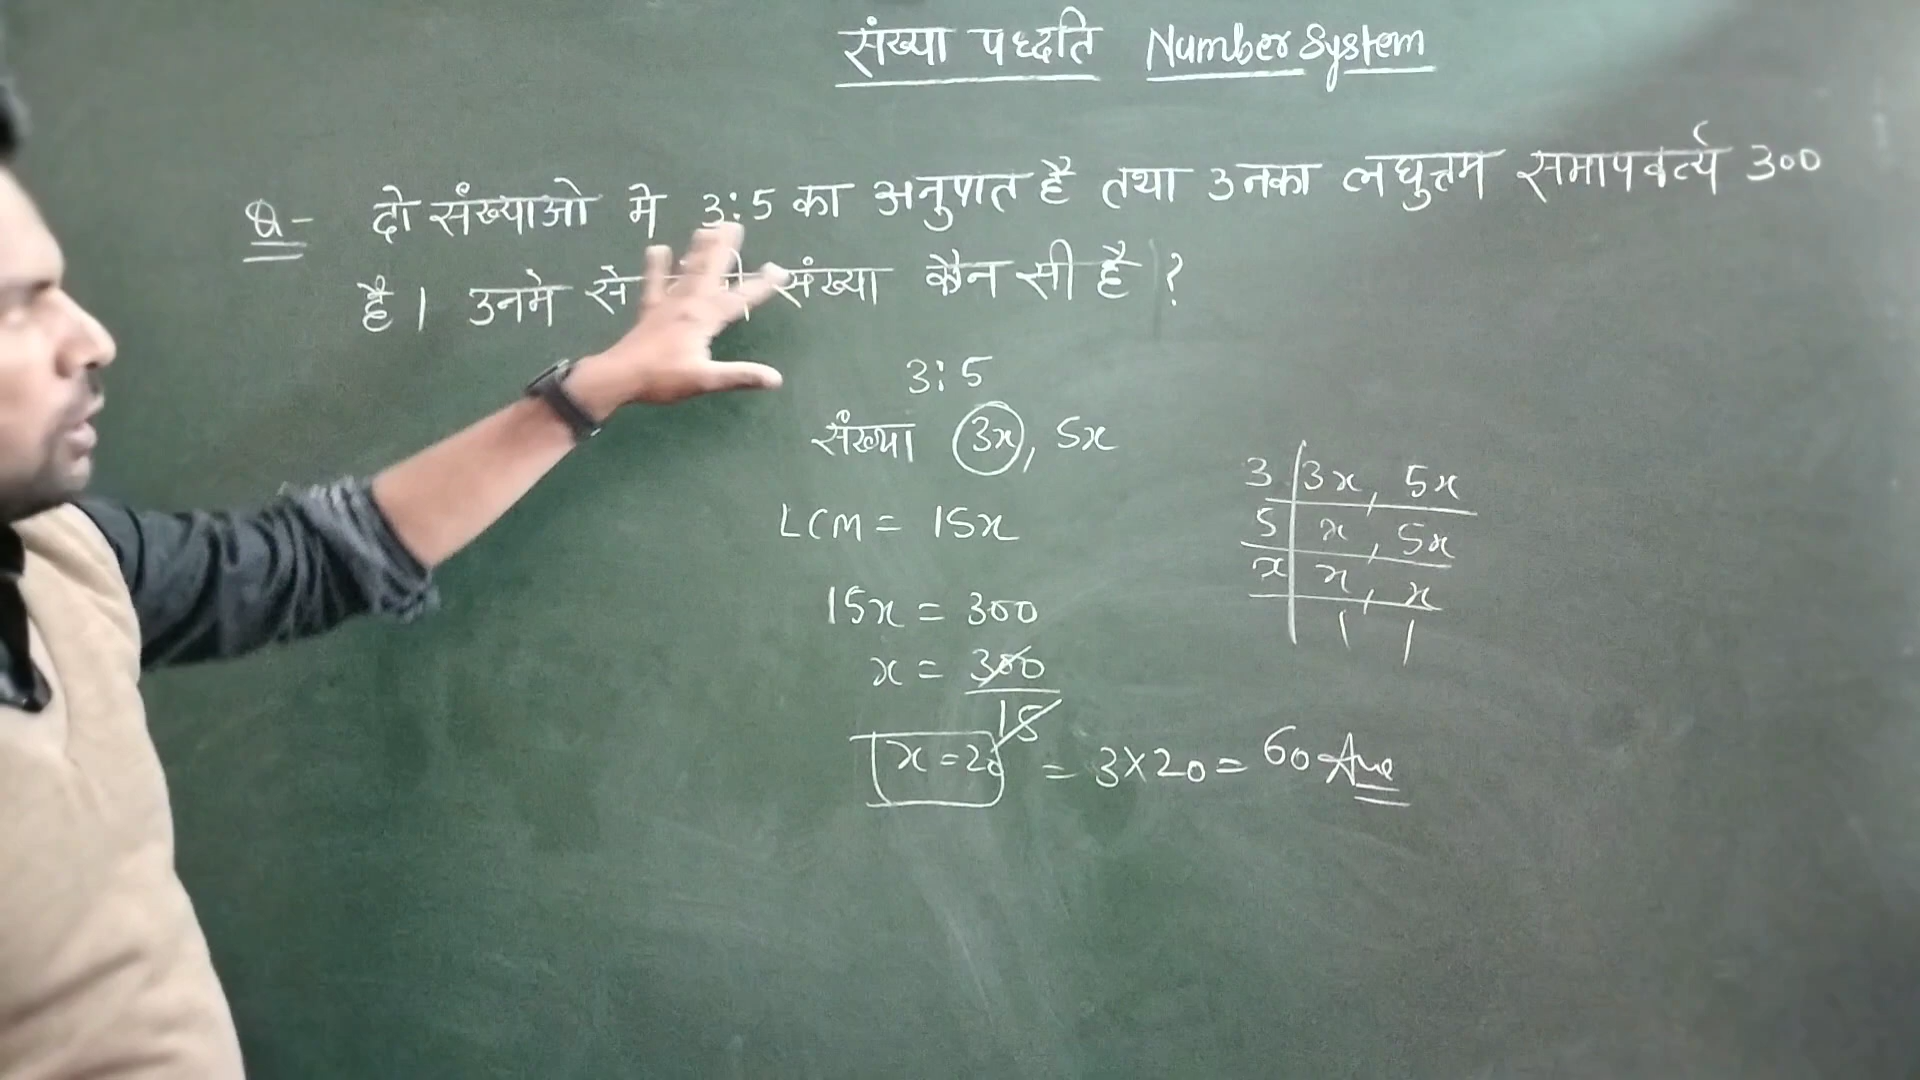 संख्या पध्दति Number System
Q- दो संख्याओ मे 3:5 का अनुपात है तथा उनका लघुत्तम समापवर्त्य 300
है। उनमे से संख्या कौन सी है ?
3:5
संख्या 3x, 5x
LCM = 15x
15x = 300
x = 300
15
x = 20 = 3×20 = 60 Ans
3 3x, 5x
5 x, 5x
x x, x
1 1